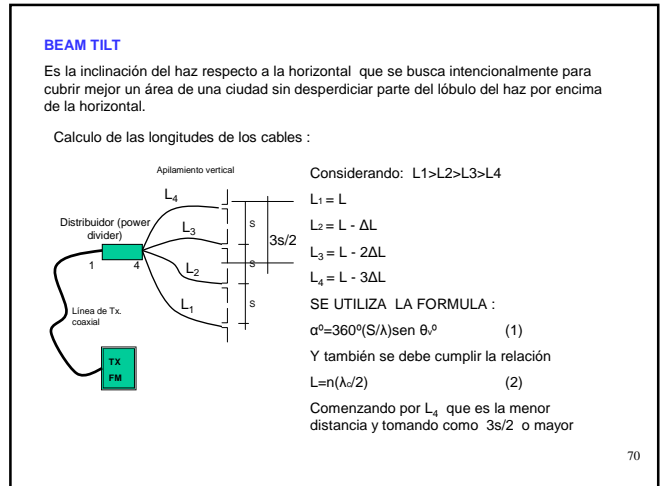 BEAM TILT
Es la inclinación del haz respecto a la horizontal que se busca intencionalmente para
cubrir mejor un área de una ciudad sin desperdiciar parte del lóbulo del haz por encima
de la horizontal.
Calculo de las longitudes de los cables :
Apilamiento vertical
L4
Distribuidor (power
divider)
L3
1 4
L2
L1
S
S
S
3s/2
Línea de Tx.
coaxial
TX
FM
Considerando: L1>L2>L3>L4
L1 = L
L2 = L - ΔL
L3 = L - 2ΔL
L4 = L - 3ΔL
SE UTILIZA LA FORMULA :
αº=360º(S/λ)sen θvº (1)
Y también se debe cumplir la relación
L=n(λc/2) (2)
Comenzando por L4 que es la menor
distancia y tomando como 3s/2 o mayor
70